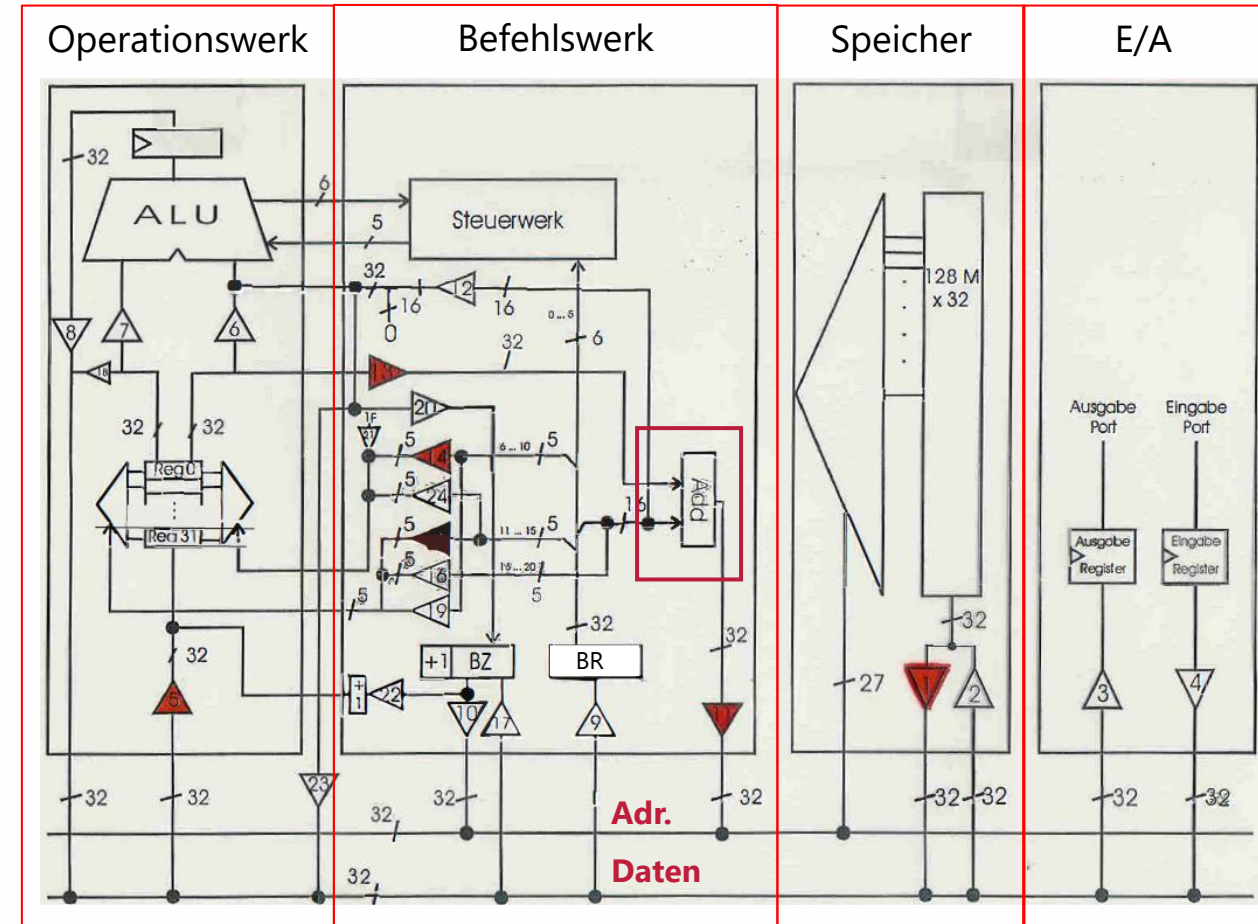 Operationswerk
Befehlswerk
Speicher
E/A
32
ALU
6
5
Steuerwerk
32
16
12
16
0
0 ... 5
6
8
7
6
18
13
32
32
32
20
5
14
6 ... 10
5
24
5
11 ... 15
5
5
16 ... 20
5
16
5
19
Add
Reg 0
Reg 31
32
5
+1
BZ
BR
32
32
+1
22
10
17
9
11
23
32
32
32
32
32
32
Adr.
Daten
128 M
x 32
32
27
1
2
32
32
Ausgabe
Port
Eingabe
Port
Ausgabe
Register
Eingabe
Register
3
4
32
32